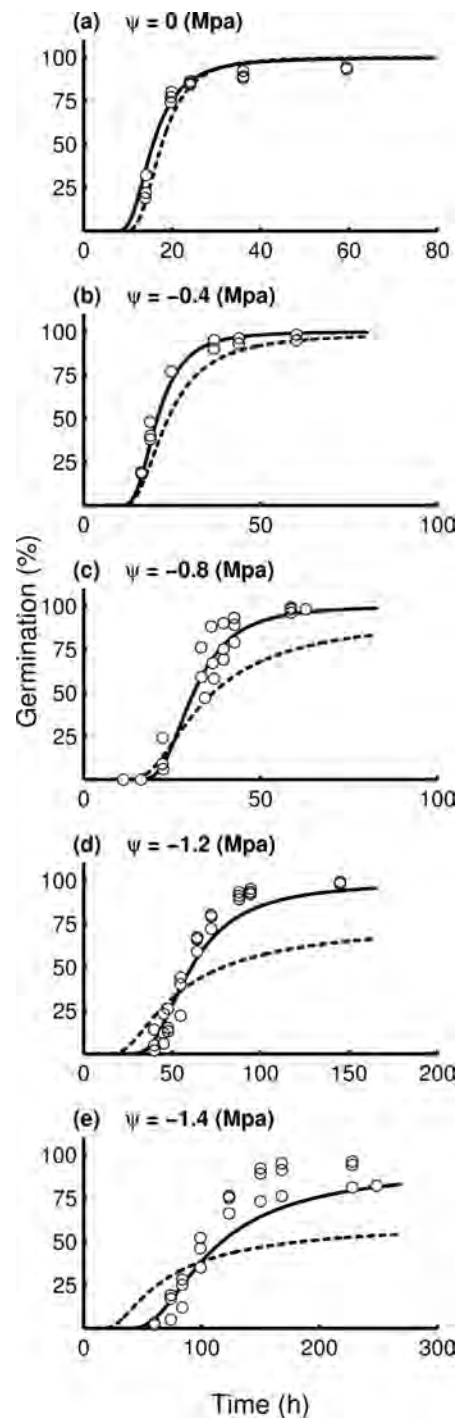 (a) ψ = 0 (Mpa)
100
75
50
25
0 20 40 60 80
(b) ψ = −0.4 (Mpa)
100
75
50
25
0 50 100
Germination (%)
(c) ψ = −0.8 (Mpa)
100
75
50
25
0 50 100
(d) ψ = −1.2 (Mpa)
100
75
50
25
0 50 100 150 200
(e) ψ = −1.4 (Mpa)
100
75
50
25
0 100 200 300
Time (h)